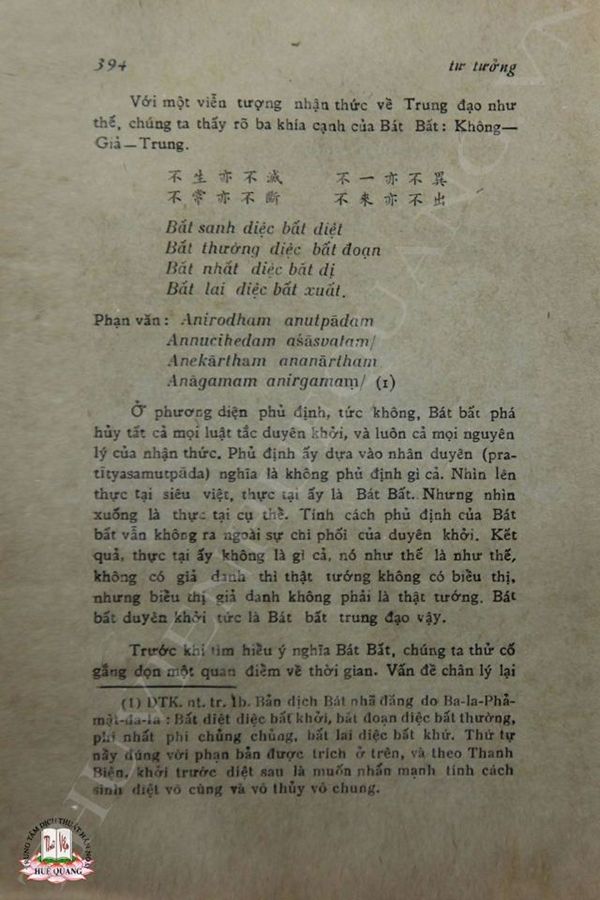 394 tư tưởng
Với một viễn tượng nhận thức về Trung đạo như
thế, chúng ta thấy rõ ba khía cạnh của Bát Bất: Không—
Giả—Trung.
不生亦不滅 不一亦不異
不常亦不斷 不來亦不出
Bất sanh diệc bất diệt
Bất thường diệc bất đoạn
Bất nhất diệc bất dị
Bất lai diệc bất xuất.
Phạn văn: Anirodham anutpādam
Annucihedam aśāsvatam/
Anekārtham ananārtham
Anāgamam anirgamaṃ/ (1)
Ở phương diện phủ định, tức không, Bát bất phá
hủy tất cả mọi luật tắc duyên khởi, và luôn cả mọi nguyên
lý của nhận thức. Phủ định ấy dựa vào nhân duyên (pra-
tītyasamutpāda) nghĩa là không phủ định gì cả. Nhìn lên
thực tại siêu việt, thực tại ấy là Bát Bất. Nhưng nhìn
xuống là thực tại cụ thể. Tính cách phủ định của Bát
bất vẫn không ra ngoài sự chi phối của duyên khởi. Kết
quả, thực tại ấy không là gì cả, nó như thế là như thế,
không có giả danh thì thật tướng không có biểu thị,
nhưng biểu thị giả danh không phải là thật tướng. Bát
bất duyên khởi tức là Bát bất trung đạo vậy.
Trước khi tìm hiểu ý nghĩa Bát Bất, chúng ta thử cố
gắng dọn một quan điểm về thời gian. Vấn đề chân lý lại
(1) DTK. nt. tr. 1b. Bản dịch Bát nhã đăng do Ba-la-Phả-
mật-đa-la: Bất diệt diệc bất khởi, bất đoạn diệc bất thường,
phi nhất phi chủng chủng, bất lai diệc bất khứ. Thứ tự
nầy đúng với phạn bản được trích ở trên, và theo Thanh
Biện, khởi trước diệt sau là muốn nhấn mạnh tính cách
sinh diệt vô cùng và vô thủy vô chung.
TRUNG TÂM DỊCH THUẬT HÁN NÔM
HUỆ QUANG